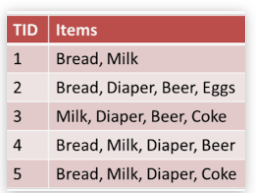 TID Items
1 Bread, Milk
2 Bread, Diaper, Beer, Eggs
3 Milk, Diaper, Beer, Coke
4 Bread, Milk, Diaper, Beer
5 Bread, Milk, Diaper, Coke